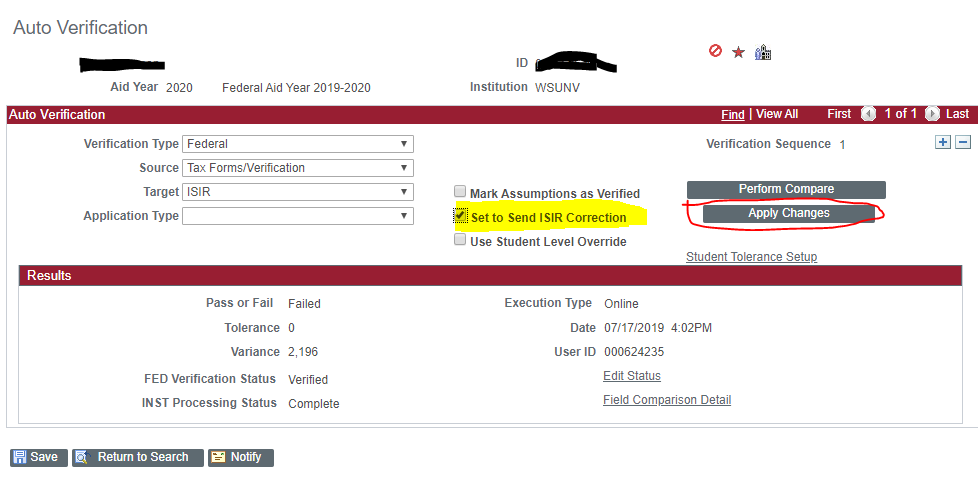 Auto Verification
ID
Aid Year 2020 Federal Aid Year 2019-2020 Institution WSUNV
Auto Verification Find | View All First 1 of 1 Last
Verification Type Federal Verification Sequence 1
Source Tax Forms/Verification
Target ISIR Mark Assumptions as Verified Perform Compare
Application Type Set to Send ISIR Correction Apply Changes
Use Student Level Override
Student Tolerance Setup
Results
Pass or Fail Failed Execution Type Online
Tolerance 0 Date 07/17/2019 4:02PM
Variance 2,196 User ID 000624235
FED Verification Status Verified Edit Status
INST Processing Status Complete Field Comparison Detail
Save Return to Search Notify